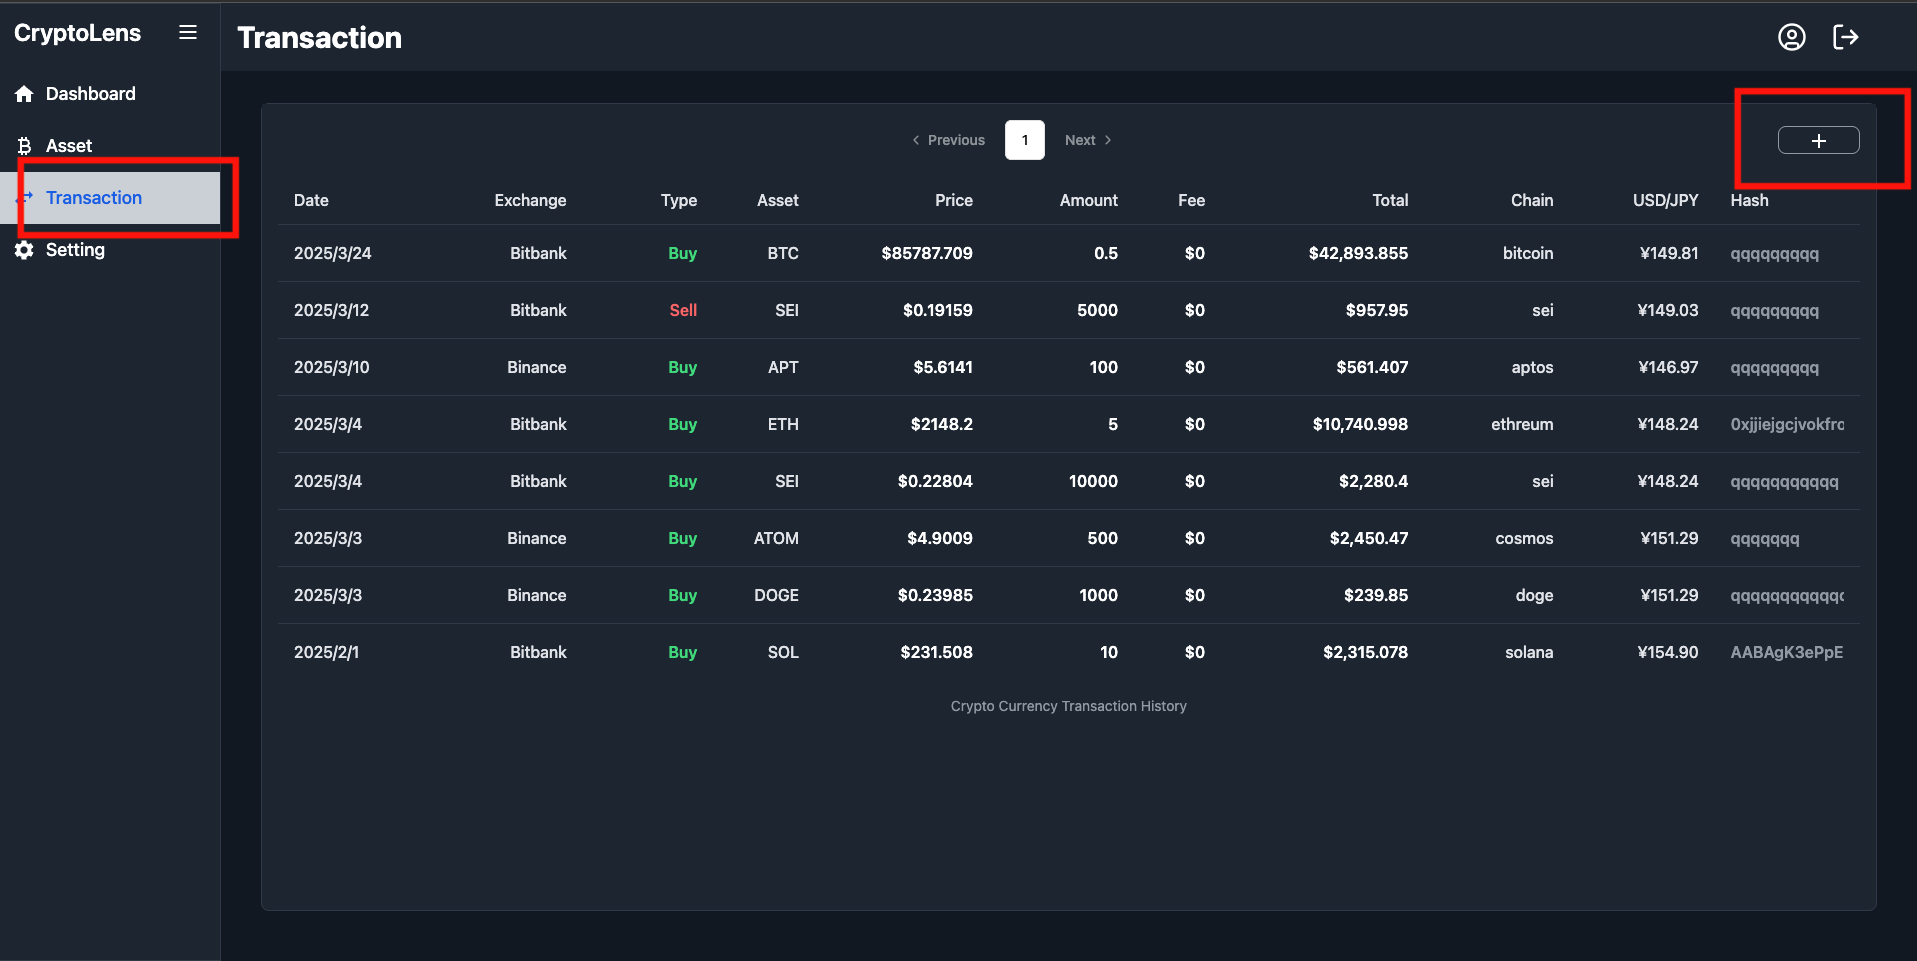 CryptoLens
Transaction
Dashboard
Asset
Transaction
Setting
Previous 1 Next
Date Exchange Type Asset Price Amount Fee Total Chain USD/JPY Hash
2025/3/24 Bitbank Buy BTC $85787.709 0.5 $0 $42,893.855 bitcoin ¥149.81 qqqqqqqqq
2025/3/12 Bitbank Sell SEI $0.19159 5000 $0 $957.95 sei ¥149.03 qqqqqqqqq
2025/3/10 Binance Buy APT $5.6141 100 $0 $561.407 aptos ¥146.97 qqqqqqqqq
2025/3/4 Bitbank Buy ETH $2148.2 5 $0 $10,740.998 ethreum ¥148.24 0xjjiejgcjvokfrc
2025/3/4 Bitbank Buy SEI $0.22804 10000 $0 $2,280.4 sei ¥148.24 qqqqqqqqqqq
2025/3/3 Binance Buy ATOM $4.9009 500 $0 $2,450.47 cosmos ¥151.29 qqqqqqq
2025/3/3 Binance Buy DOGE $0.23985 1000 $0 $239.85 doge ¥151.29 qqqqqqqqqqqq
2025/2/1 Bitbank Buy SOL $231.508 10 $0 $2,315.078 solana ¥154.90 AABAgK3ePpE
Crypto Currency Transaction History